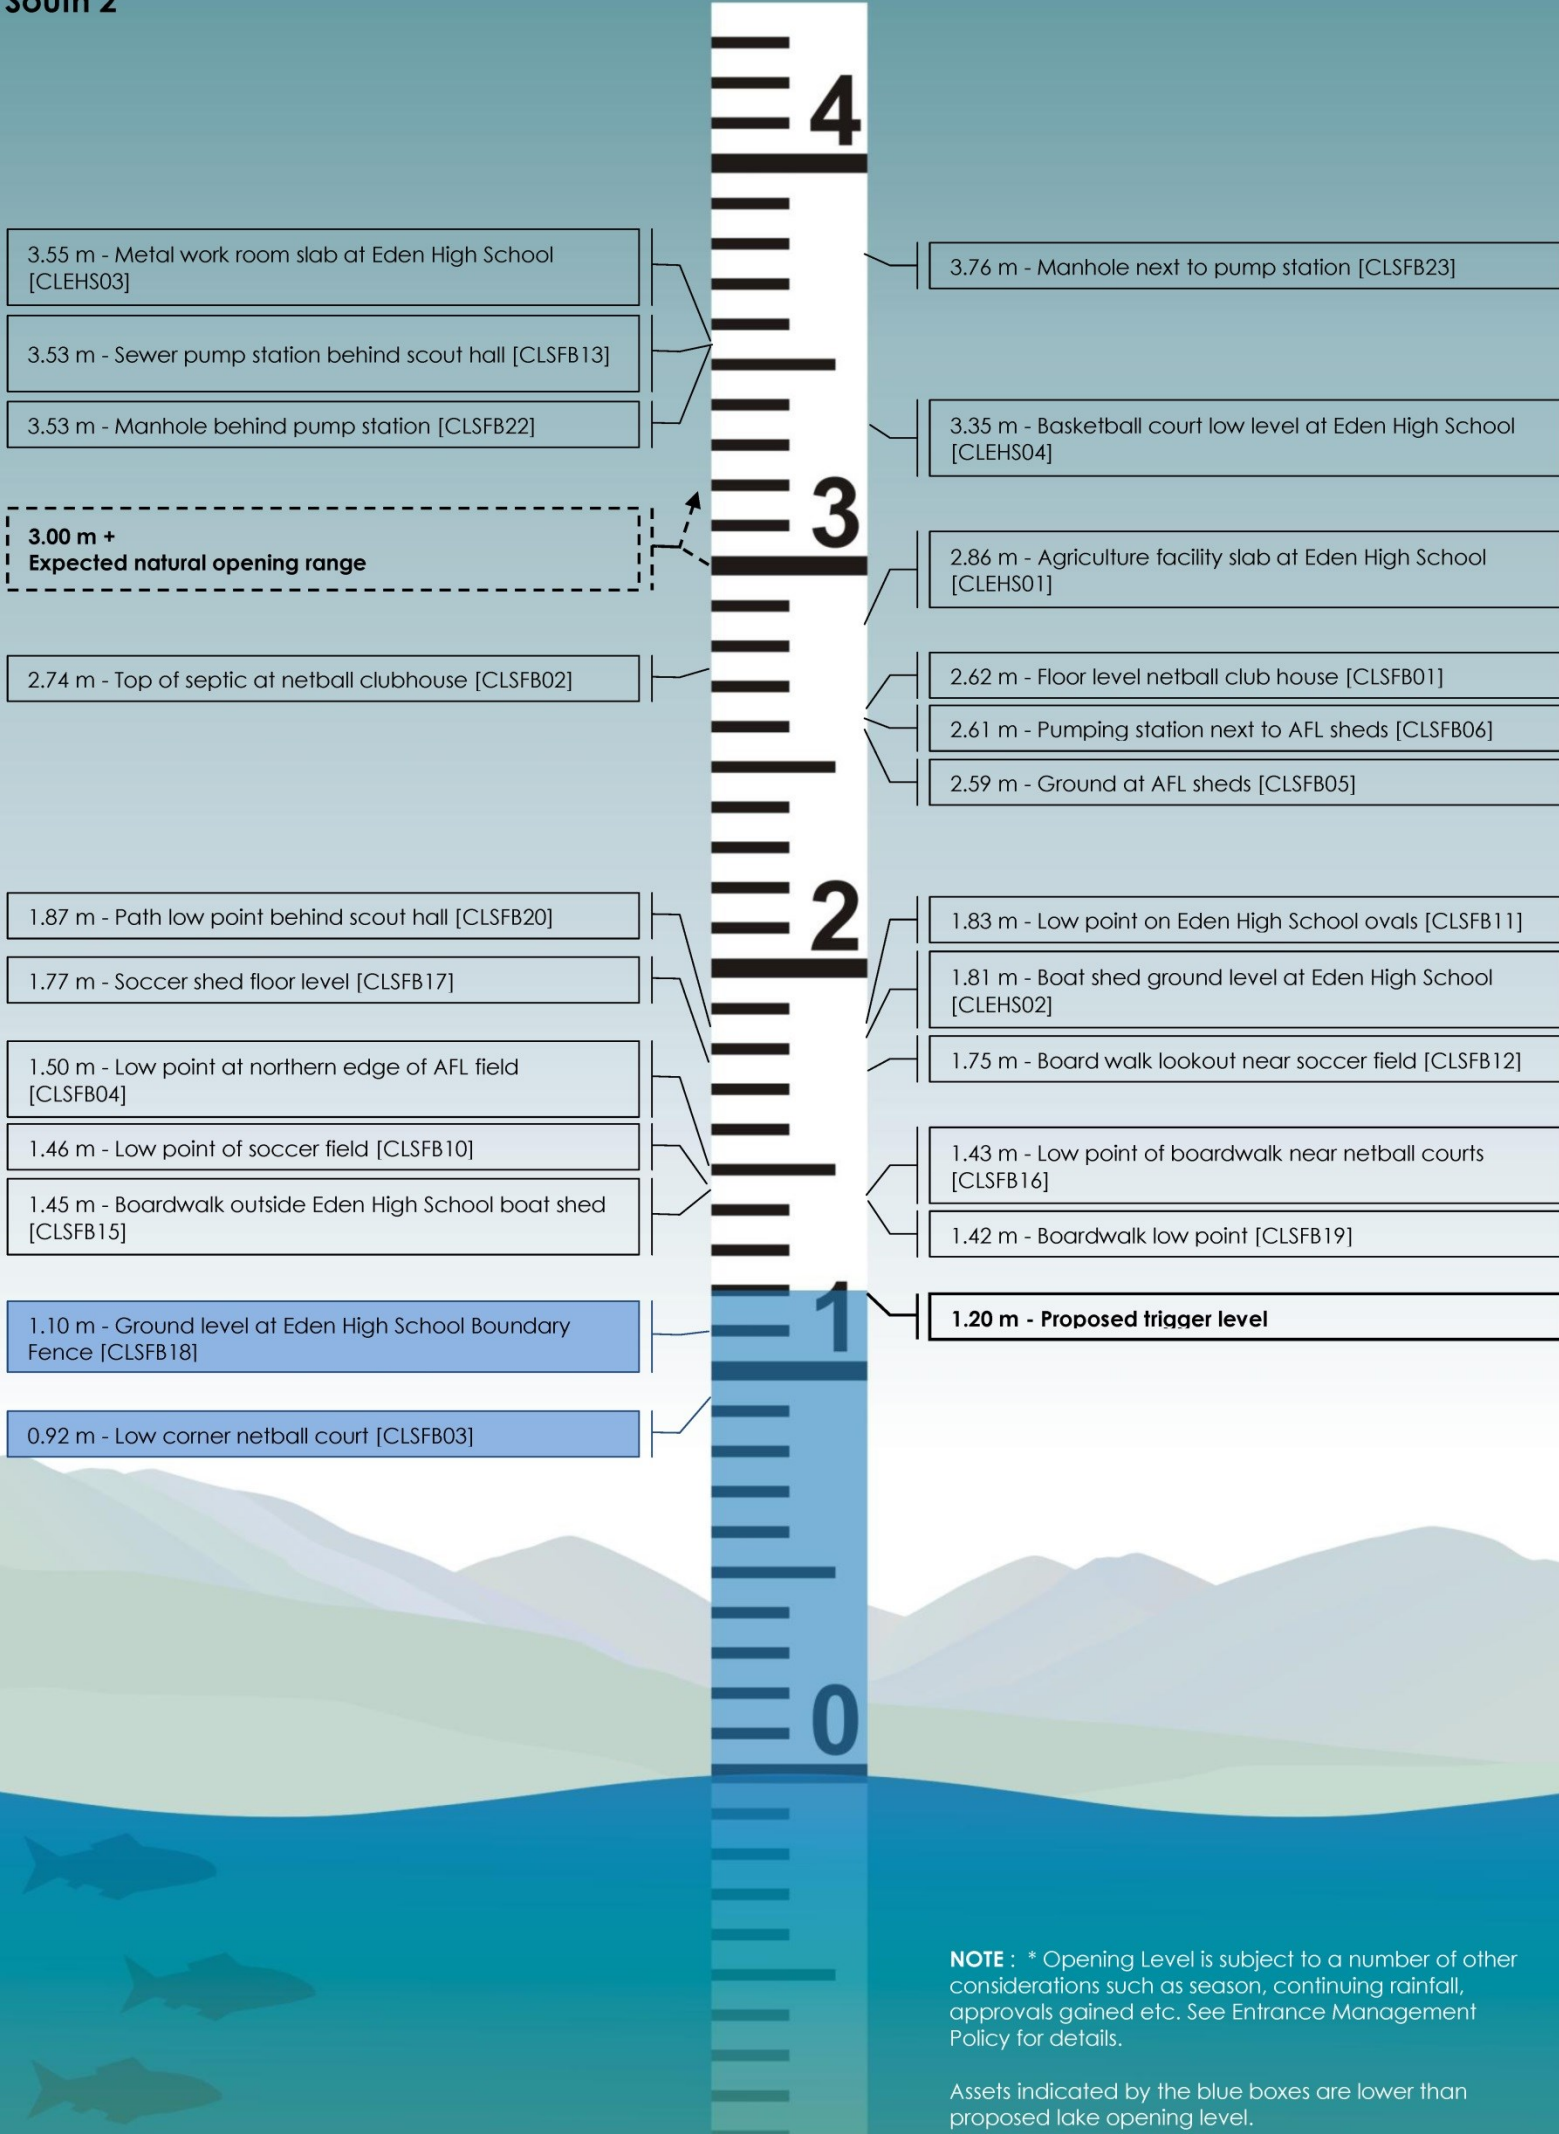 South 2
4
3
2
1
0
3.55 m - Metal work room slab at Eden High School
[CLEHS03]
3.53 m - Sewer pump station behind scout hall [CLSFB13]
3.53 m - Manhole behind pump station [CLSFB22]
3.00 m +
Expected natural opening range
2.74 m - Top of septic at netball clubhouse [CLSFB02]
1.87 m - Path low point behind scout hall [CLSFB20]
1.77 m - Soccer shed floor level [CLSFB17]
1.50 m - Low point at northern edge of AFL field
[CLSFB04]
1.46 m - Low point of soccer field [CLSFB10]
1.45 m - Boardwalk outside Eden High School boat shed
[CLSFB15]
1.10 m - Ground level at Eden High School Boundary
Fence [CLSFB18]
0.92 m - Low corner netball court [CLSFB03]
3.76 m - Manhole next to pump station [CLSFB23]
3.35 m - Basketball court low level at Eden High School
[CLEHS04]
2.86 m - Agriculture facility slab at Eden High School
[CLEHS01]
2.62 m - Floor level netball club house [CLSFB01]
2.61 m - Pumping station next to AFL sheds [CLSFB06]
2.59 m - Ground at AFL sheds [CLSFB05]
1.83 m - Low point on Eden High School ovals [CLSFB11]
1.81 m - Boat shed ground level at Eden High School
[CLEHS02]
1.75 m - Board walk lookout near soccer field [CLSFB12]
1.43 m - Low point of boardwalk near netball courts
[CLSFB16]
1.42 m - Boardwalk low point [CLSFB19]
1.20 m - Proposed trigger level
NOTE : * Opening Level is subject to a number of other
considerations such as season, continuing rainfall,
approvals gained etc. See Entrance Management
Policy for details.
Assets indicated by the blue boxes are lower than
proposed lake opening level.